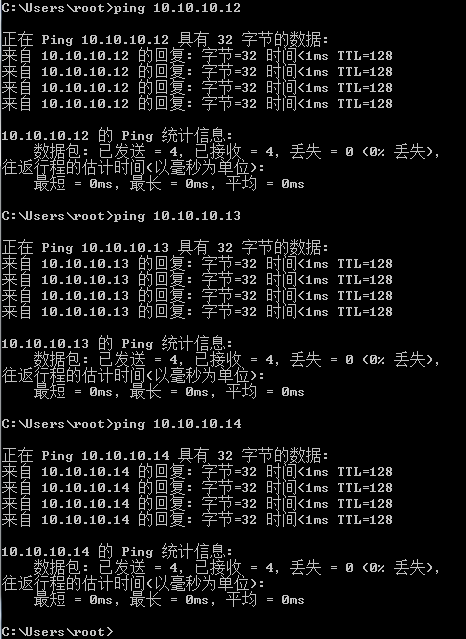 C:\Users\root>ping 10.10.10.12
正在 Ping 10.10.10.12 具有 32 字节的数据:
来自 10.10.10.12 的回复: 字节=32 时间<1ms TTL=128
来自 10.10.10.12 的回复: 字节=32 时间<1ms TTL=128
来自 10.10.10.12 的回复: 字节=32 时间<1ms TTL=128
来自 10.10.10.12 的回复: 字节=32 时间<1ms TTL=128
10.10.10.12 的 Ping 统计信息:
数据包: 已发送 = 4, 已接收 = 4, 丢失 = 0 (0% 丢失),
往返行程的估计时间(以毫秒为单位):
最短 = 0ms, 最长 = 0ms, 平均 = 0ms
C:\Users\root>ping 10.10.10.13
正在 Ping 10.10.10.13 具有 32 字节的数据:
来自 10.10.10.13 的回复: 字节=32 时间<1ms TTL=128
来自 10.10.10.13 的回复: 字节=32 时间<1ms TTL=128
来自 10.10.10.13 的回复: 字节=32 时间<1ms TTL=128
来自 10.10.10.13 的回复: 字节=32 时间<1ms TTL=128
10.10.10.13 的 Ping 统计信息:
数据包: 已发送 = 4, 已接收 = 4, 丢失 = 0 (0% 丢失),
往返行程的估计时间(以毫秒为单位):
最短 = 0ms, 最长 = 0ms, 平均 = 0ms
C:\Users\root>ping 10.10.10.14
正在 Ping 10.10.10.14 具有 32 字节的数据:
来自 10.10.10.14 的回复: 字节=32 时间<1ms TTL=128
来自 10.10.10.14 的回复: 字节=32 时间<1ms TTL=128
来自 10.10.10.14 的回复: 字节=32 时间<1ms TTL=128
来自 10.10.10.14 的回复: 字节=32 时间<1ms TTL=128
10.10.10.14 的 Ping 统计信息:
数据包: 已发送 = 4, 已接收 = 4, 丢失 = 0 (0% 丢失),
往返行程的估计时间(以毫秒为单位):
最短 = 0ms, 最长 = 0ms, 平均 = 0ms
C:\Users\root>